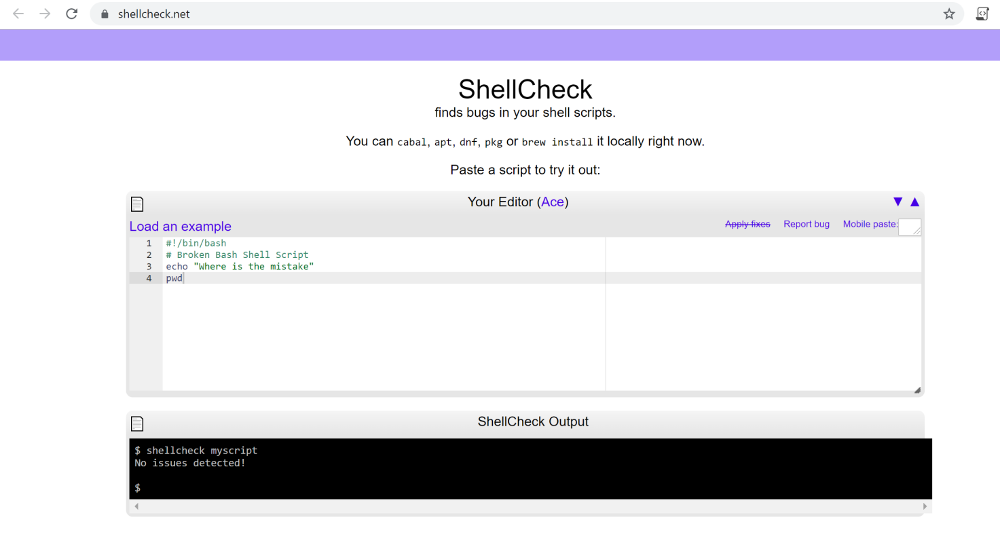 shellcheck.net
ShellCheck
finds bugs in your shell scripts.
You can cabal, apt, dnf, pkg or brew install it locally right now.
Paste a script to try it out:
Your Editor (Ace) ▼ ▲
Load an example Apply fixes Report bug Mobile paste:
1 #!/bin/bash
2 # Broken Bash Shell Script
3 echo "Where is the mistake"
4 pwd
ShellCheck Output
$ shellcheck myscript
No issues detected!
$